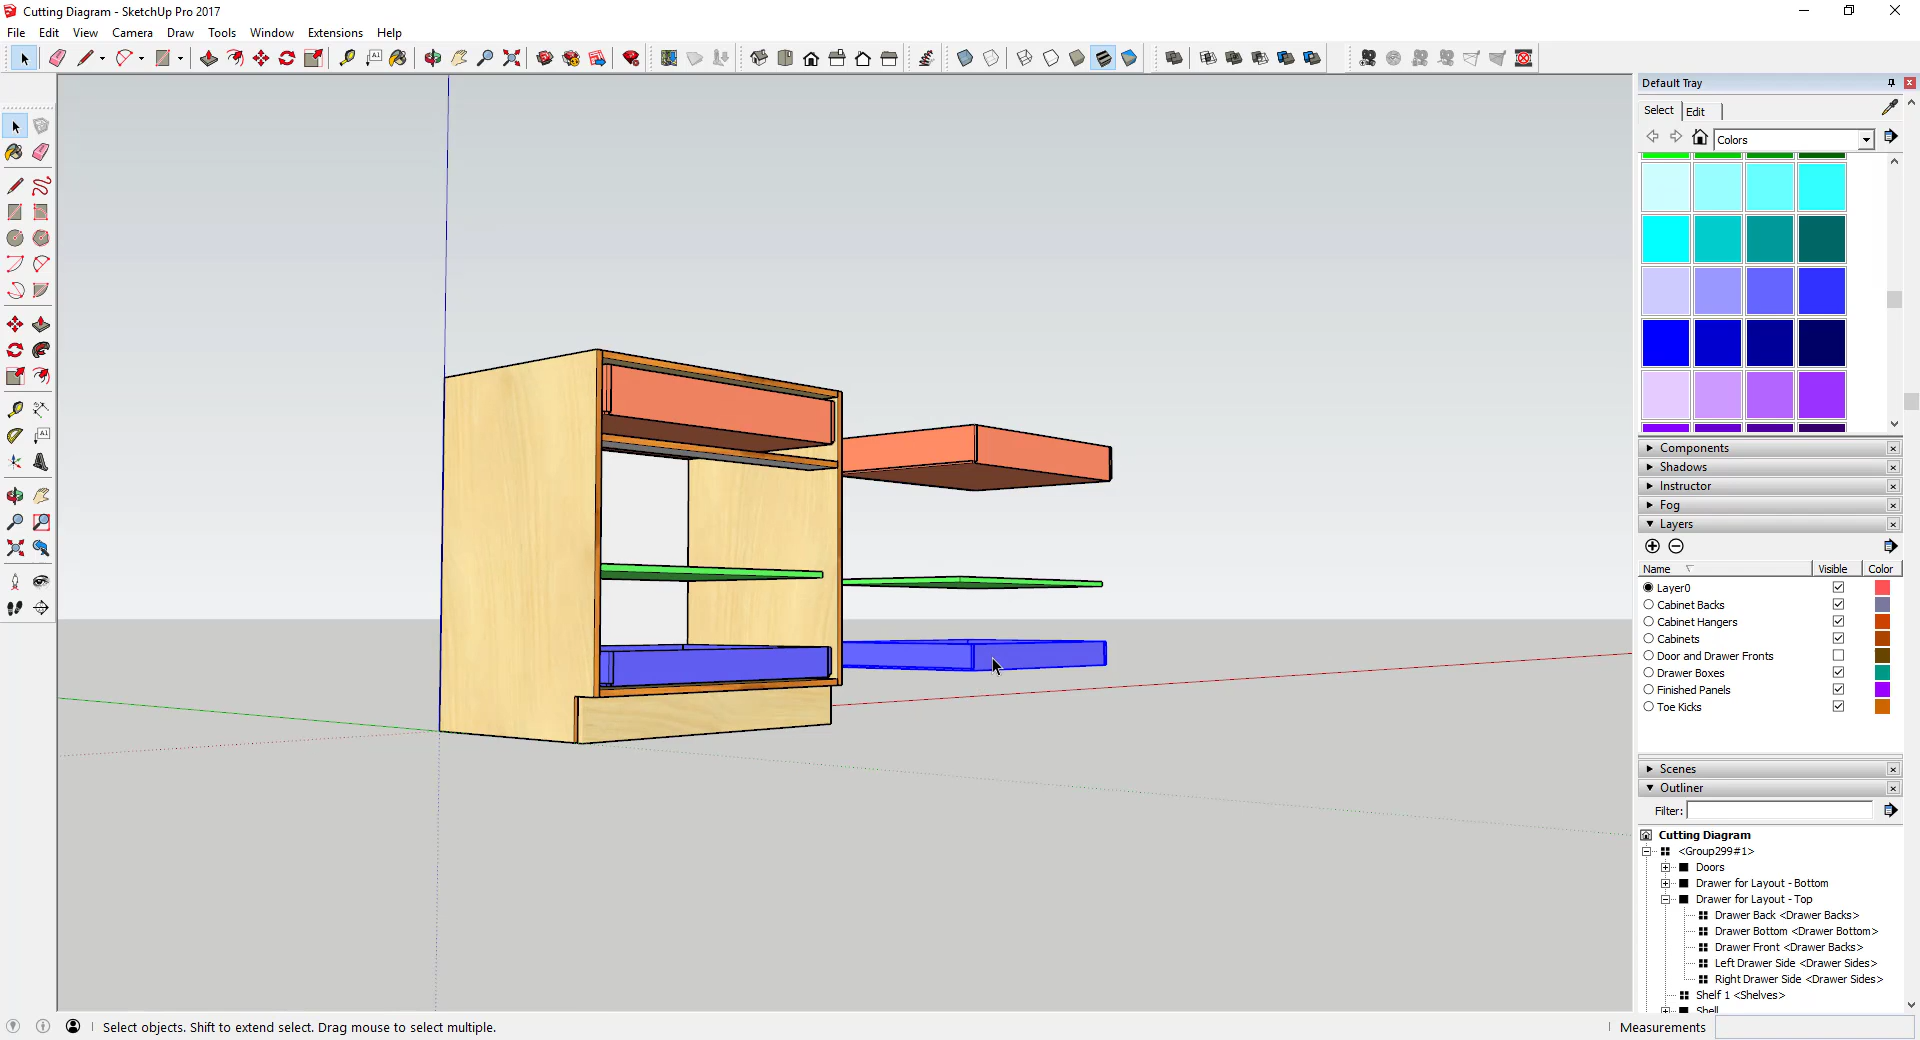 Cutting Diagram - SketchUp Pro 2017
File Edit View Camera Draw Tools Window Extensions Help
Default Tray
Select Edit
Colors
Components
Shadows
Instructor
Fog
Layers
Name Visible Color
Layer0
Cabinet Backs
Cabinet Hangers
Cabinets
Door and Drawer Fronts
Drawer Boxes
Finished Panels
Toe Kicks
Scenes
Outliner
Filter:
Cutting Diagram
<Group299#1>
Doors
Drawer for Layout - Bottom
Drawer for Layout - Top
Drawer Back <Drawer Backs>
Drawer Bottom <Drawer Bottom>
Drawer Front <Drawer Backs>
Left Drawer Side <Drawer Sides>
Right Drawer Side <Drawer Sides>
Shelf 1 <Shelves>
Shell
Select objects. Shift to extend select. Drag mouse to select multiple.
Measurements